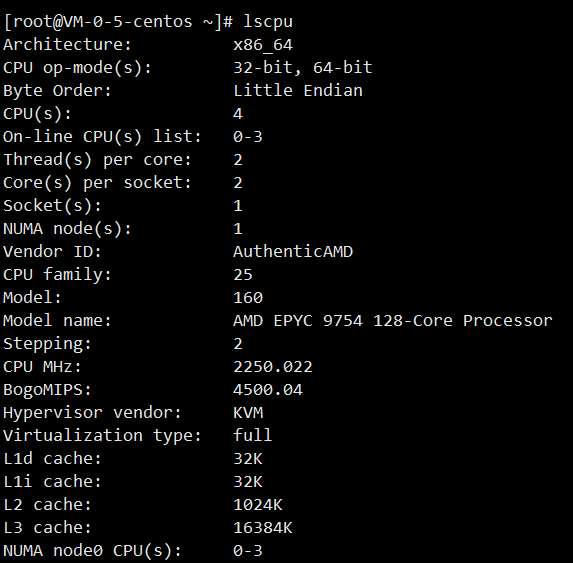 [root@VM-0-5-centos ~]# lscpu
Architecture:          x86_64
CPU op-mode(s):        32-bit, 64-bit
Byte Order:            Little Endian
CPU(s):                4
On-line CPU(s) list:   0-3
Thread(s) per core:    2
Core(s) per socket:    2
Socket(s):             1
NUMA node(s):          1
Vendor ID:             AuthenticAMD
CPU family:            25
Model:                 160
Model name:            AMD EPYC 9754 128-Core Processor
Stepping:              2
CPU MHz:               2250.022
BogoMIPS:              4500.04
Hypervisor vendor:     KVM
Virtualization type:   full
L1d cache:             32K
L1i cache:             32K
L2 cache:              1024K
L3 cache:              16384K
NUMA node0 CPU(s):     0-3